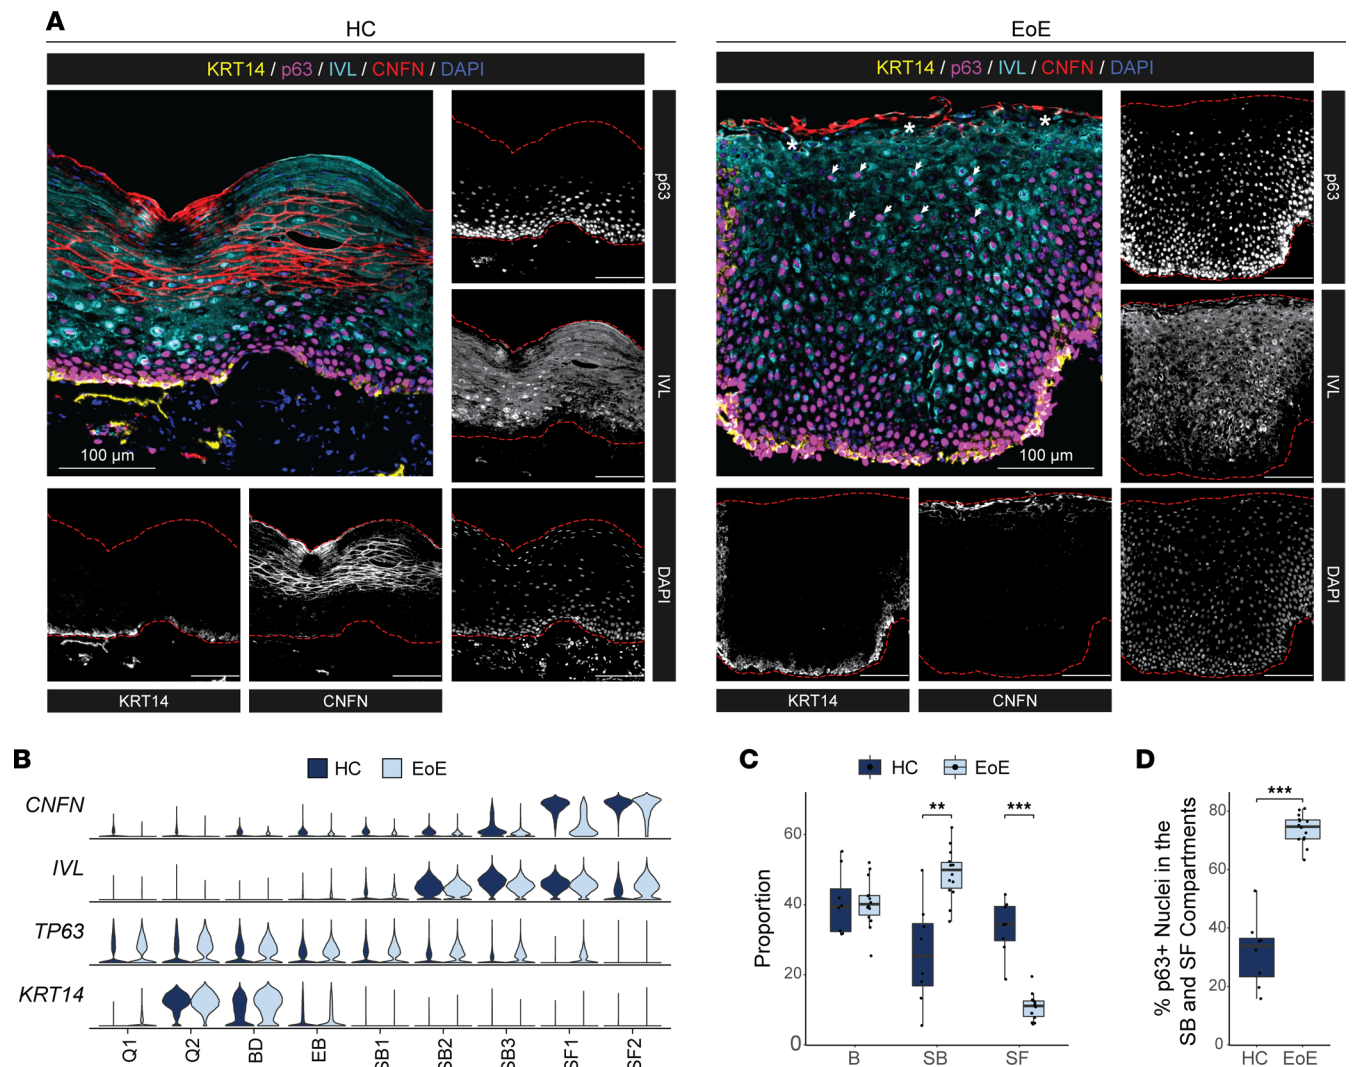 A
HC
KRT14 / p63 / IVL / CNFN / DAPI
p63
IVL
100 µm
DAPI
KRT14
CNFN
EoE
KRT14 / p63 / IVL / CNFN / DAPI
* * *
p63
IVL
100 µm
DAPI
KRT14
CNFN
B
HC
EoE
CNFN
IVL
TP63
KRT14
Q1
Q2
BD
EB
SB1
SB2
SB3
SF1
SF2
C
HC
EoE
**
***
Proportion
60
40
20
0
B
SB
SF
D
***
% p63+ Nuclei in the
SB and SF Compartments
80
60
40
20
0
HC
EoE